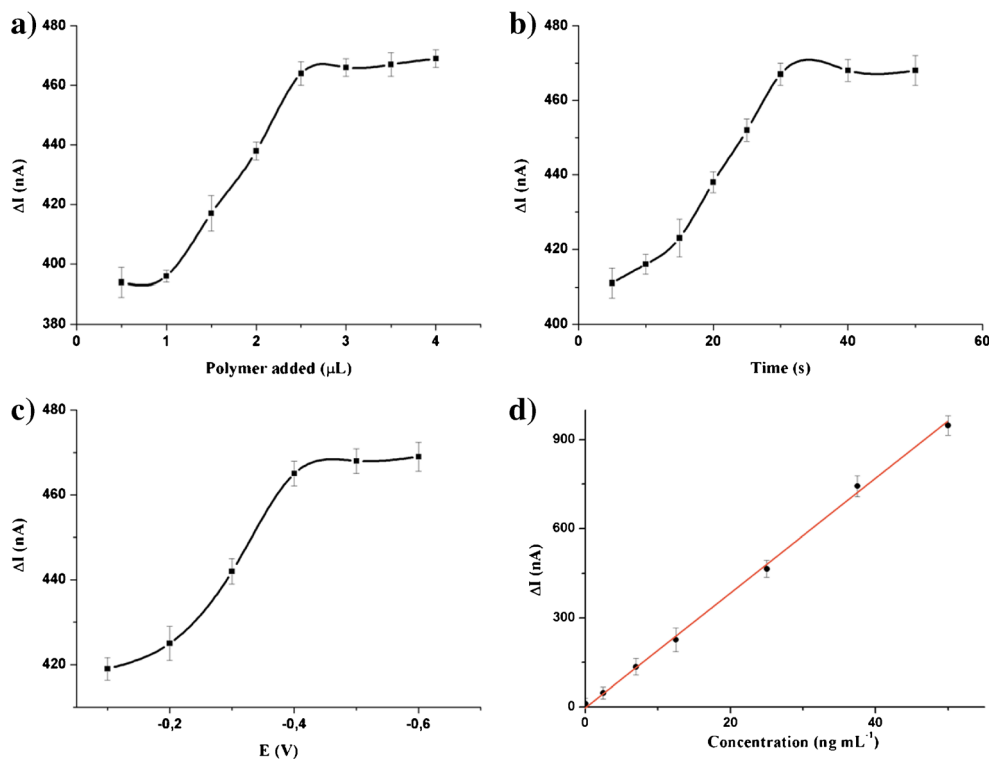 a)
480
460
440
420
400
380
ΔI (nA)
0 1 2 3 4
Polymer added (μL)
b)
480
460
440
420
400
ΔI (nA)
0 20 40 60
Time (s)
c)
480
460
440
420
ΔI (nA)
-0,2 -0,4 -0,6
E (V)
d)
900
600
300
0
ΔI (nA)
0 20 40
Concentration (ng mL⁻¹)